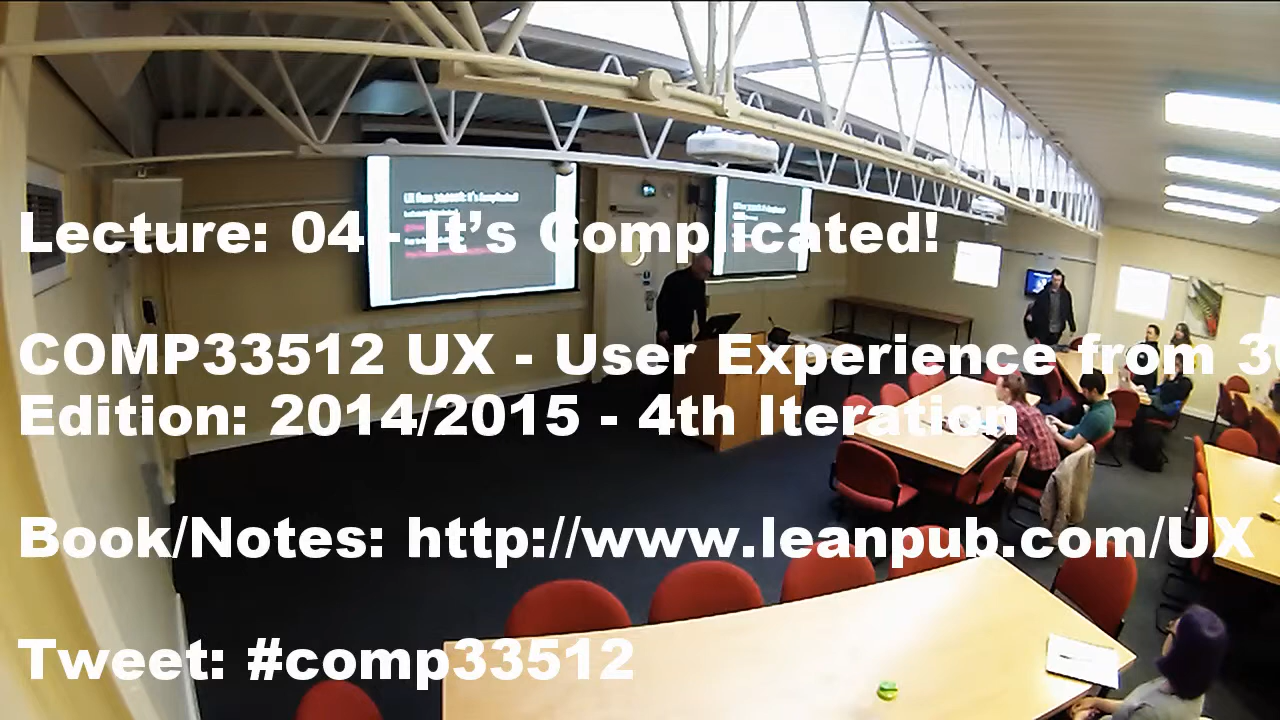 Lecture: 04 - It’s Complicated!
COMP33512 UX - User Experience from 3
Edition: 2014/2015 - 4th Iteration
Book/Notes: http://www.leanpub.com/UX
Tweet: #comp33512